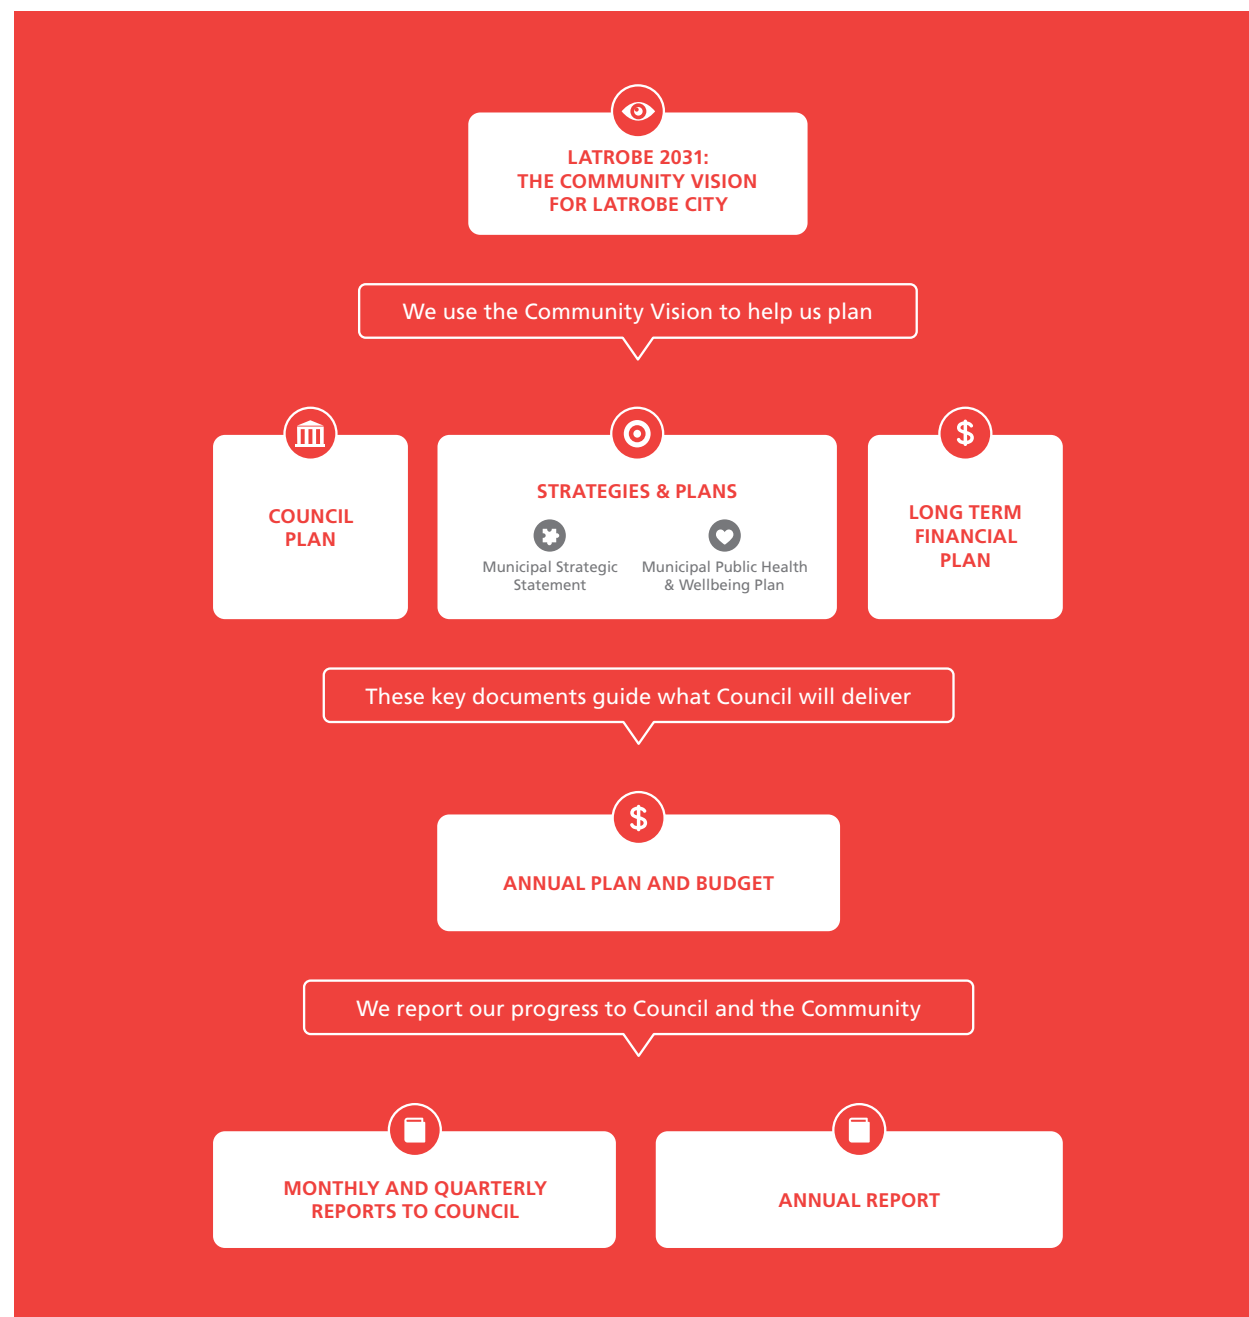 LATROBE 2031:
THE COMMUNITY VISION
FOR LATROBE CITY
We use the Community Vision to help us plan
COUNCIL
PLAN
STRATEGIES & PLANS
Municipal Strategic
Statement
Municipal Public Health
& Wellbeing Plan
$
LONG TERM
FINANCIAL
PLAN
These key documents guide what Council will deliver
$
ANNUAL PLAN AND BUDGET
We report our progress to Council and the Community
MONTHLY AND QUARTERLY
REPORTS TO COUNCIL
ANNUAL REPORT